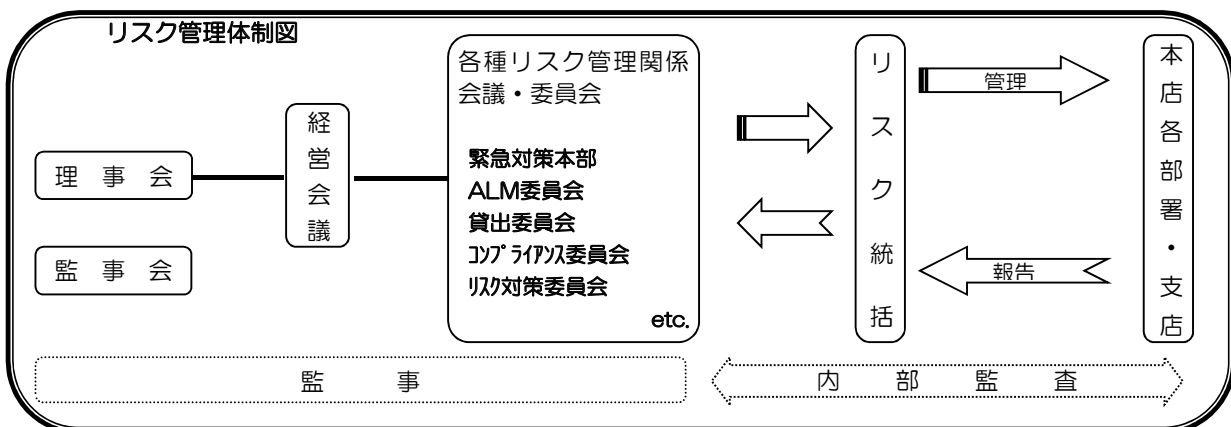 リスク管理体制図
理事会
監事会
経営会議
各種リスク管理関係
会議・委員会
緊急対策本部
ALM委員会
貸出委員会
ｺﾝﾌﾟﾗｲｱﾝｽ委員会
ﾘｽｸ対策委員会
etc.
リスク統括
管理
報告
本店各部署・支店
監事
内部監査